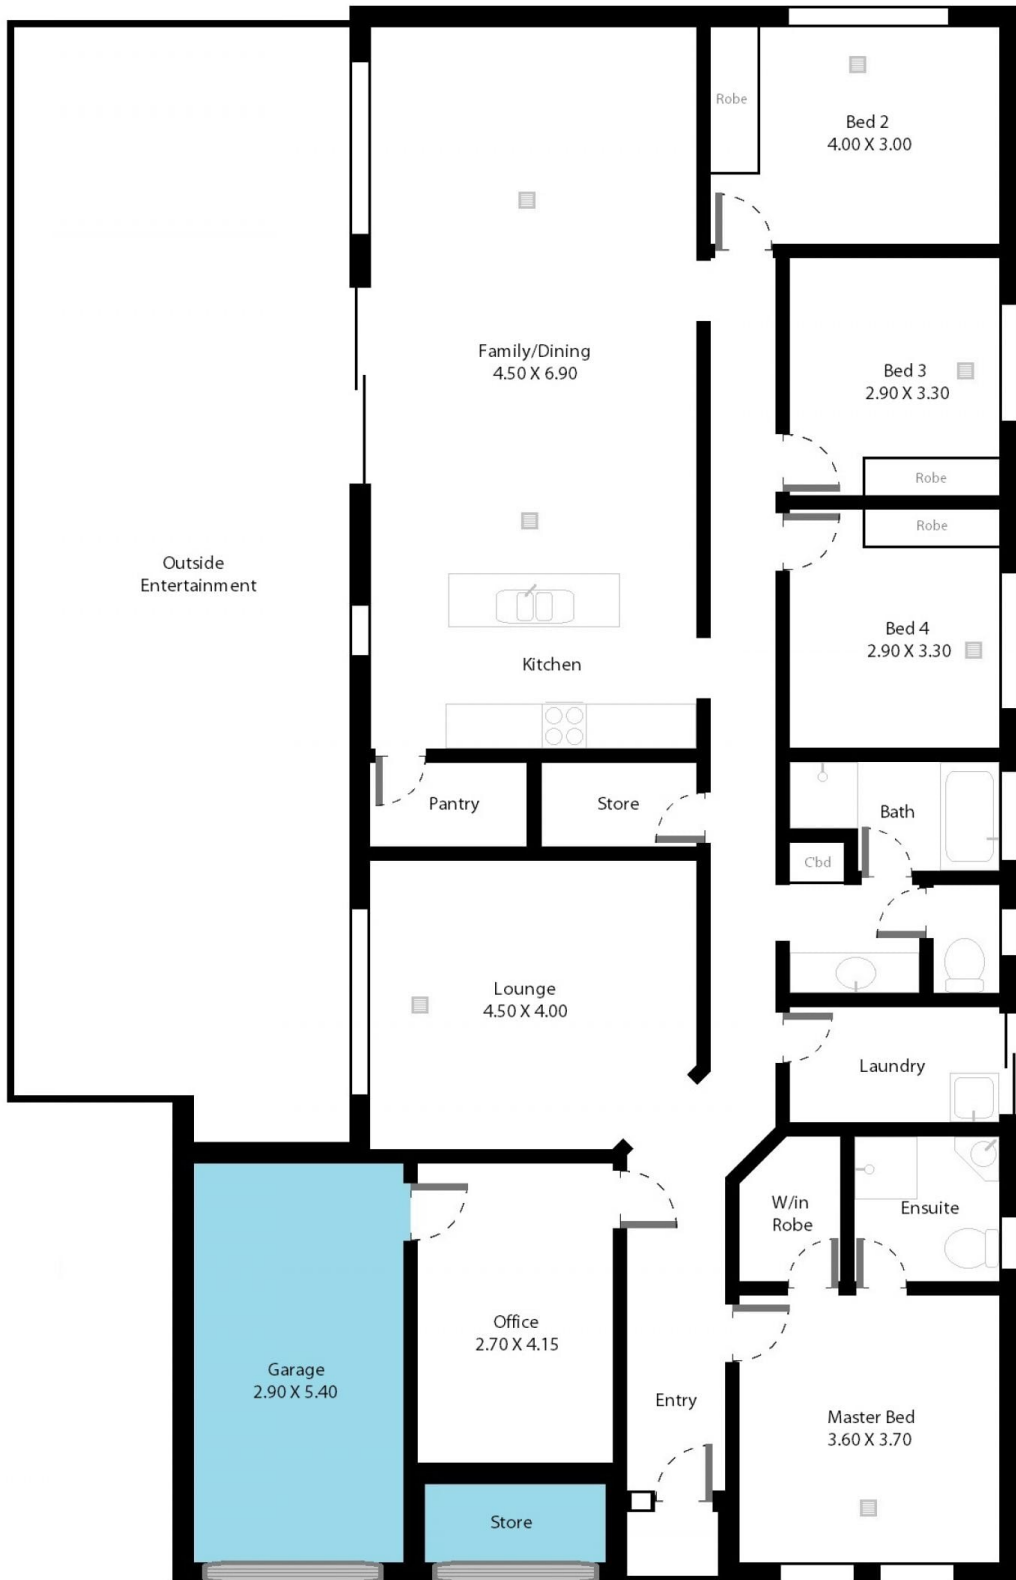 Robe
Bed 2
4.00 X 3.00
Family/Dining
4.50 X 6.90
Bed 3
2.90 X 3.30
Robe
Robe
Outside
Entertainment
Bed 4
2.90 X 3.30
Kitchen
Pantry
Store
Bath
C'bd
Lounge
4.50 X 4.00
Laundry
W/in
Robe
Ensuite
Office
2.70 X 4.15
Garage
2.90 X 5.40
Entry
Master Bed
3.60 X 3.70
Store